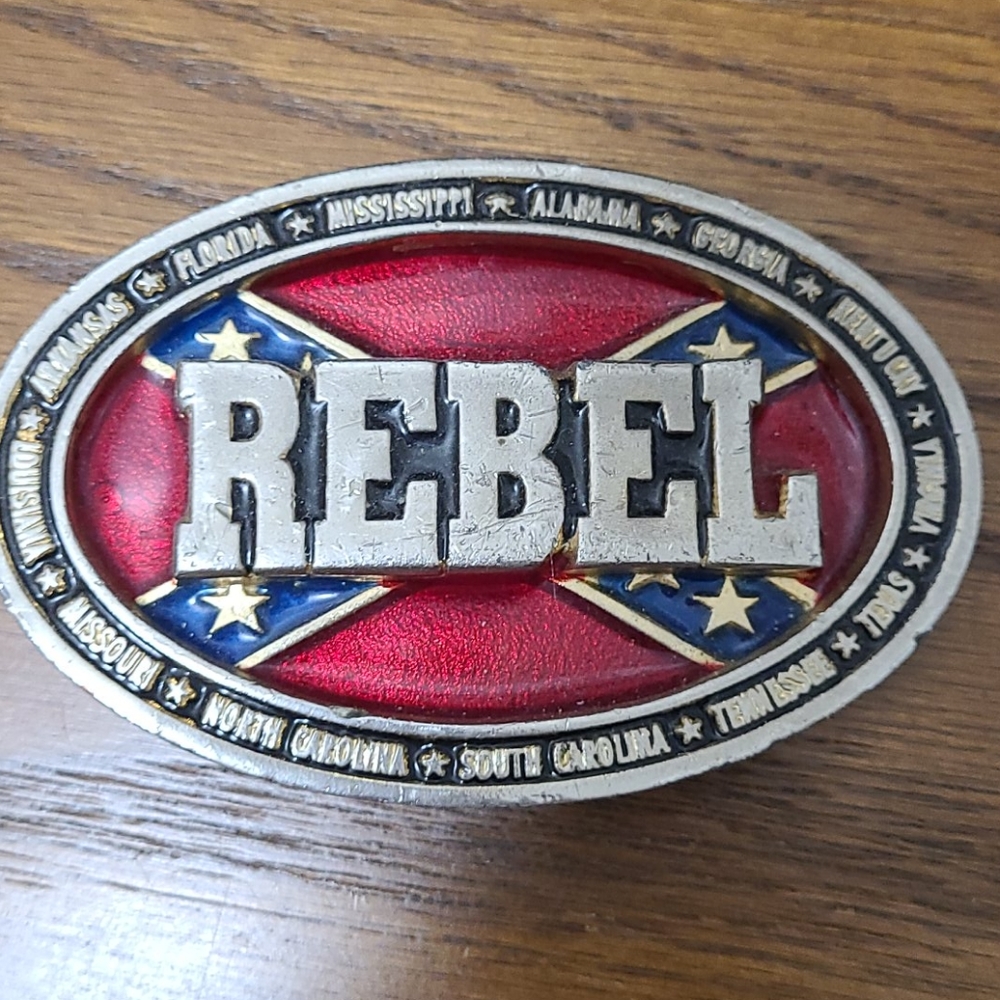 LOUISIANA ★ ARKANSAS ★ FLORIDA ★ MISSISSIPPI ★ ALABAMA ★ GEORGIA ★ KENTUCKY ★ VIRGINIA
REBEL
MISSOURI ★ NORTH CAROLINA ★ SOUTH CAROLINA ★ TENNESSEE ★ TEXAS